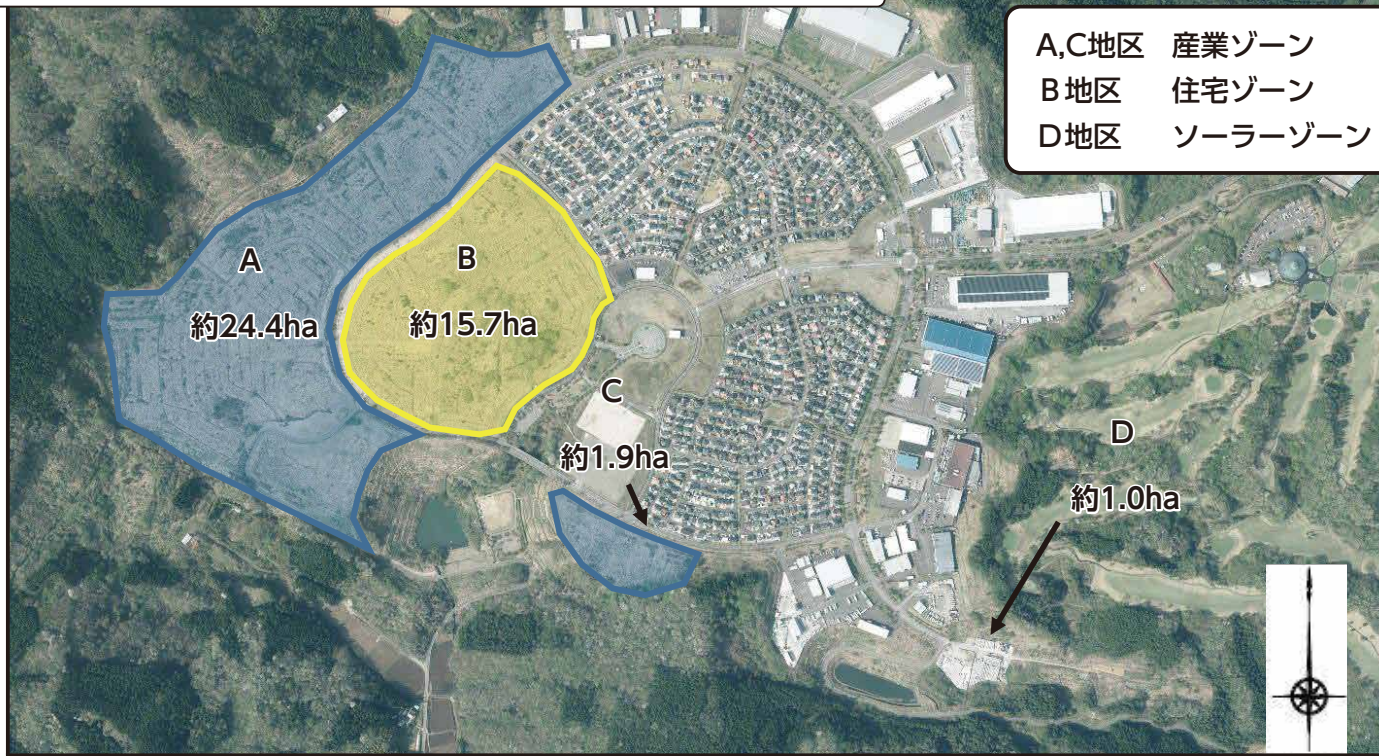 A,C地区 産業ゾーン
B地区 住宅ゾーン
D地区 ソーラーゾーン
A
約24.4ha
B
約15.7ha
C
約1.9ha
D
約1.0ha